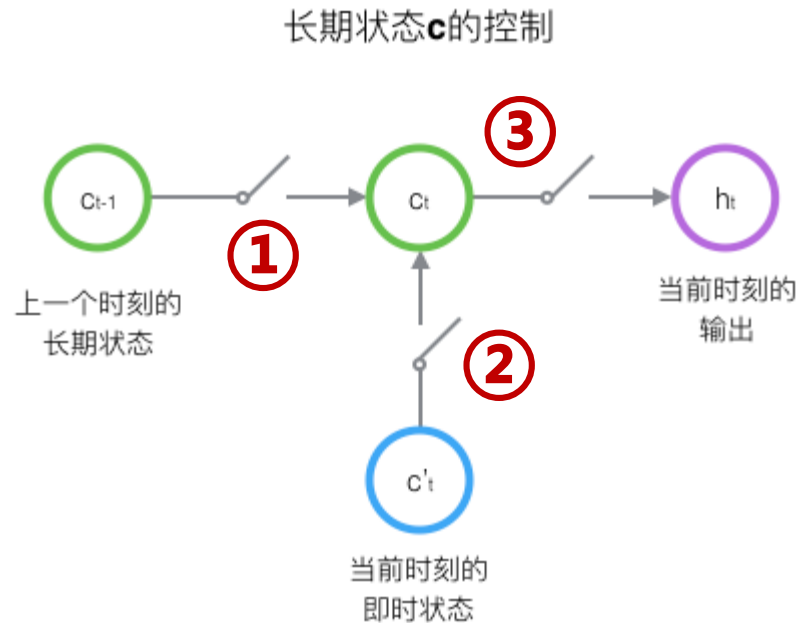 长期状态c的控制
③
Ct-1
Ct
ht
①
上一个时刻的
长期状态
当前时刻的
输出
②
C't
当前时刻的
即时状态